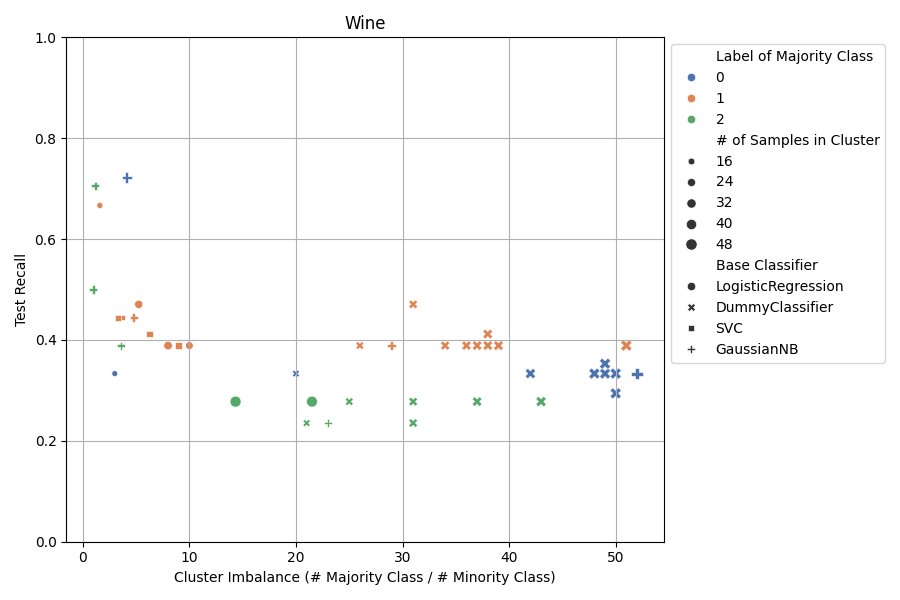 Wine
Test Recall
1.0
0.8
0.6
0.4
0.2
0.0
0
10
20
30
40
50
Cluster Imbalance (# Majority Class / # Minority Class)
Label of Majority Class
0
1
2
# of Samples in Cluster
16
24
32
40
48
Base Classifier
LogisticRegression
DummyClassifier
SVC
GaussianNB